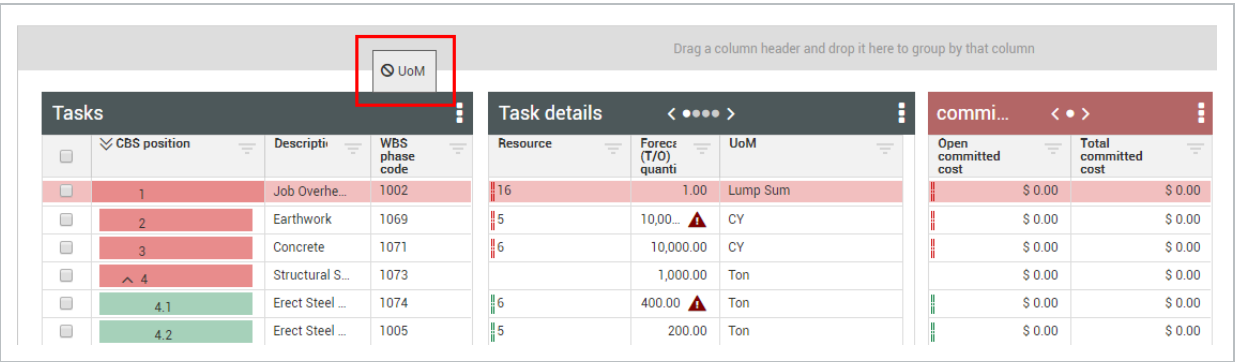 Drag a column header and drop it here to group by that column
UoM
Tasks
Task details
commi...
CBS position
Descripti
WBS phase code
Resource
Foreca (T/O) quanti
UoM
Open committed cost
Total committed cost
1 Job Overhe... 1002 16 1.00 Lump Sum $ 0.00 $ 0.00
2 Earthwork 1069 5 10,00... CY $ 0.00 $ 0.00
3 Concrete 1071 6 10,000.00 CY $ 0.00 $ 0.00
4 Structural S... 1073 1,000.00 Ton $ 0.00 $ 0.00
4.1 Erect Steel ... 1074 6 400.00 Ton $ 0.00 $ 0.00
4.2 Erect Steel ... 1005 5 200.00 Ton $ 0.00 $ 0.00